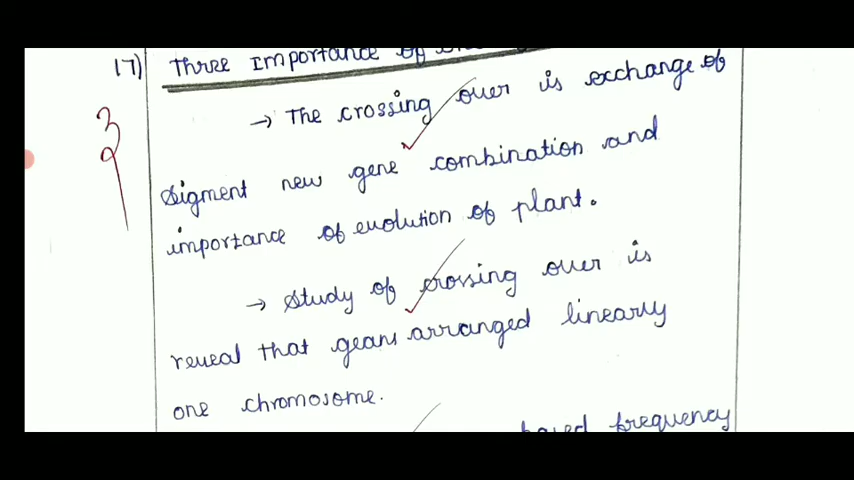 17) Three Importance of
→ The crossing over is exchange of
sigment new gene combination and
importance of evolution of plant.
→ Study of crossing over is
reveal that gears arranged linearly
one chromosome.
based frequency
3